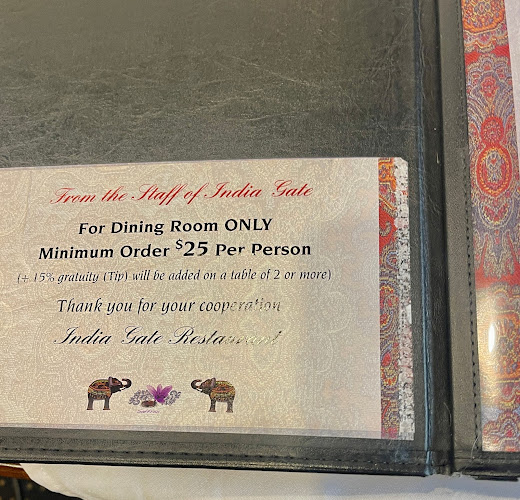 From the Staff of India Gate
For Dining Room ONLY
Minimum Order $25 Per Person
(+ 15% gratuity (Tip) will be added on a table of 2 or more)
Thank you for your cooperation
India Gate Restaurant